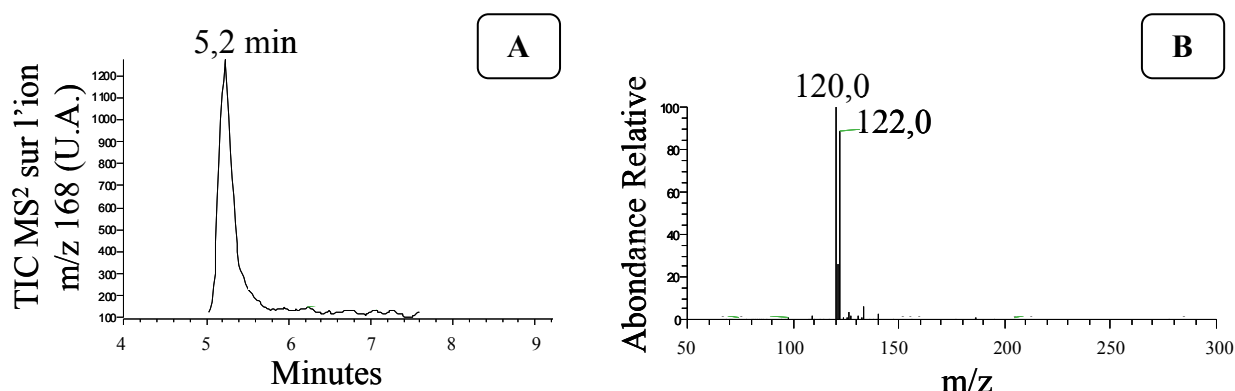 5,2 min
A
TIC MS² sur l'ion
m/z 168 (U.A.)
1200
1100
1000
900
800
700
600
500
400
300
200
100
4 5 6 7 8 9
Minutes
B
120,0
122,0
Abondance Relative
100
80
60
40
20
0
50 100 150 200 250 300
m/z